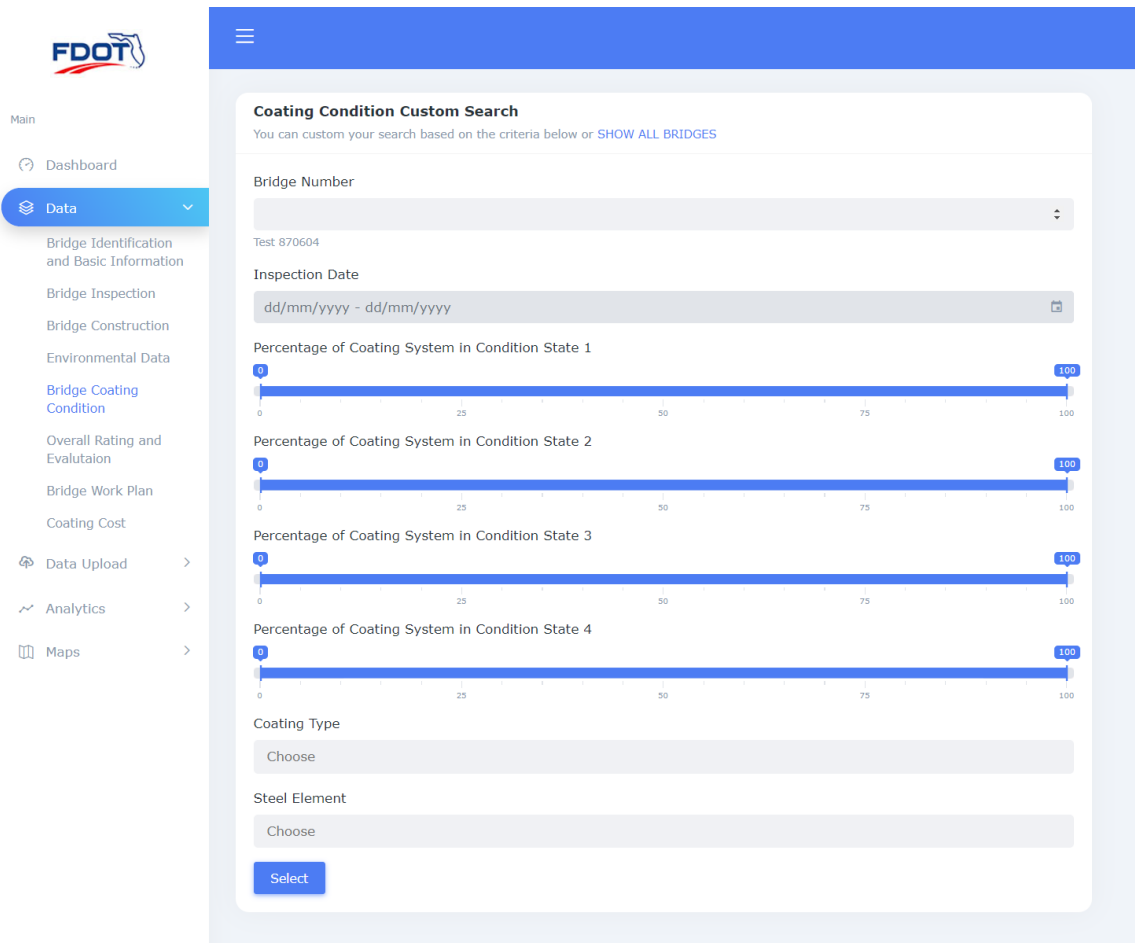 FDOT
Main
Dashboard
Data
Bridge Identification
and Basic Information
Bridge Inspection
Bridge Construction
Environmental Data
Bridge Coating
Condition
Overall Rating and
Evalutaion
Bridge Work Plan
Coating Cost
Data Upload
Analytics
Maps
Coating Condition Custom Search
You can custom your search based on the criteria below or SHOW ALL BRIDGES
Bridge Number
Test 870604
Inspection Date
dd/mm/yyyy - dd/mm/yyyy
Percentage of Coating System in Condition State 1
0 100
0 25 50 75 100
Percentage of Coating System in Condition State 2
0 100
0 25 50 75 100
Percentage of Coating System in Condition State 3
0 100
0 25 50 75 100
Percentage of Coating System in Condition State 4
0 100
0 25 50 75 100
Coating Type
Choose
Steel Element
Choose
Select